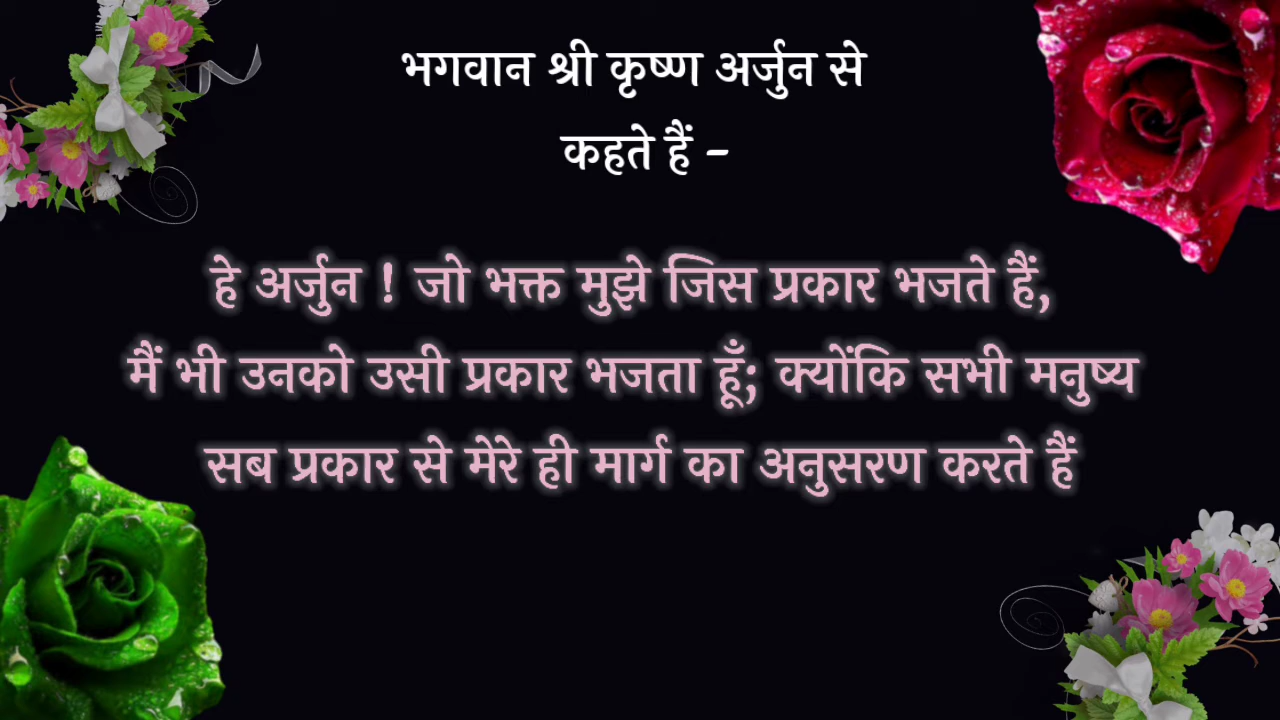 भगवान श्री कृष्ण अर्जुन से
कहते हैं -
हे अर्जुन ! जो भक्त मुझे जिस प्रकार भजते हैं,
मैं भी उनको उसी प्रकार भजता हूँ; क्योंकि सभी मनुष्य
सब प्रकार से मेरे ही मार्ग का अनुसरण करते हैं